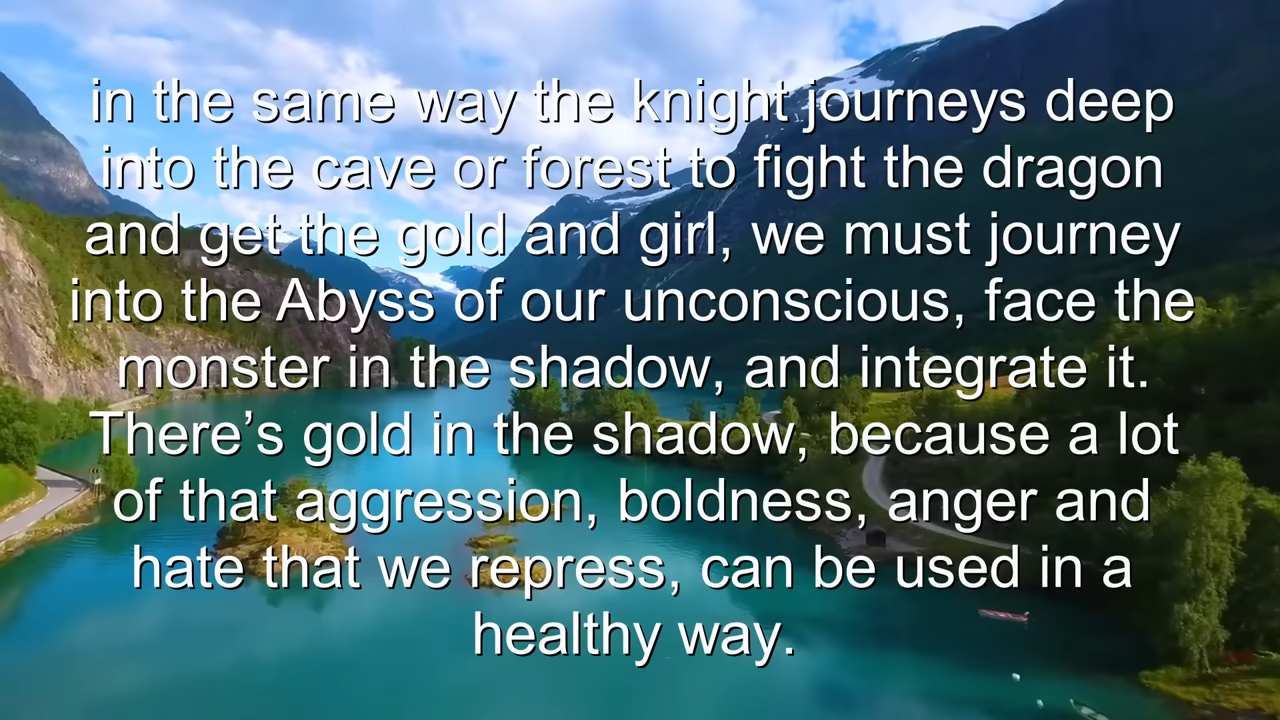 in the same way the knight journeys deep
into the cave or forest to fight the dragon
and get the gold and girl, we must journey
into the Abyss of our unconscious, face the
monster in the shadow, and integrate it.
There’s gold in the shadow, because a lot
of that aggression, boldness, anger and
hate that we repress, can be used in a
healthy way.